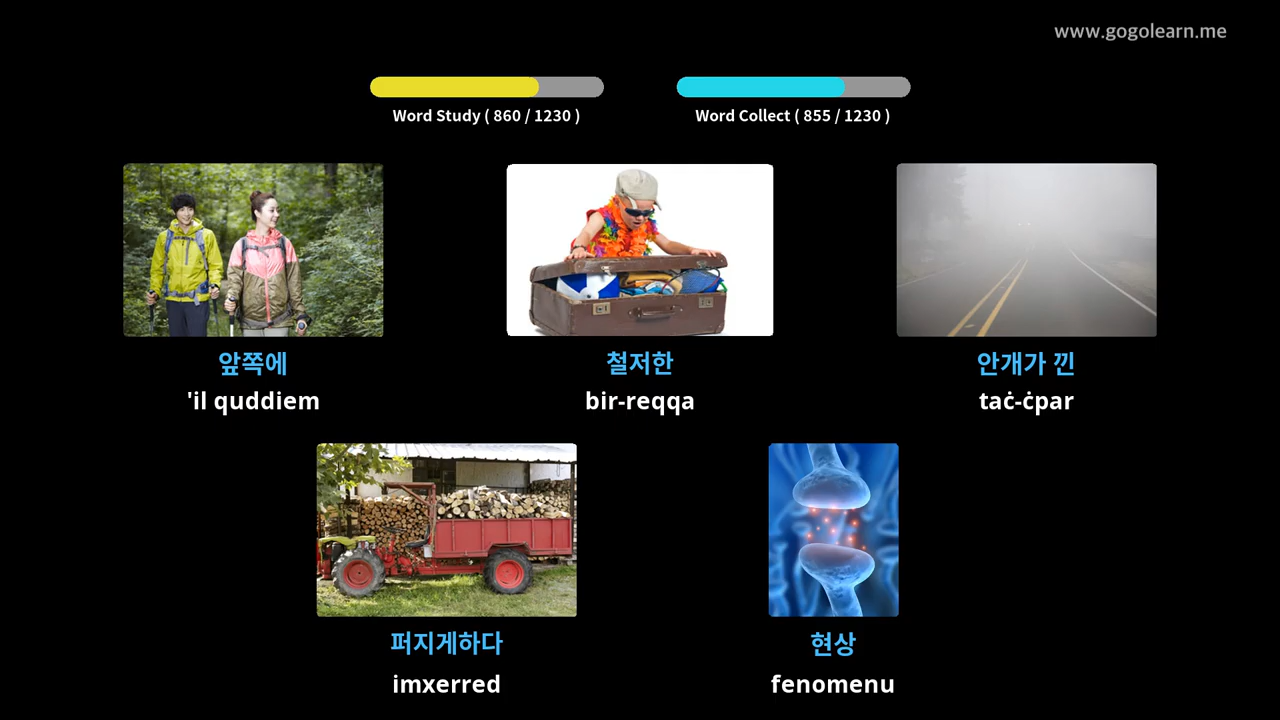 www.gogolearn.me
Word Study ( 860 / 1230 )
Word Collect ( 855 / 1230 )
앞쪽에
'il quddiem
철저한
bir-reqqa
안개가 낀
taċ-ċpar
퍼지게하다
imxerred
현상
fenomenu